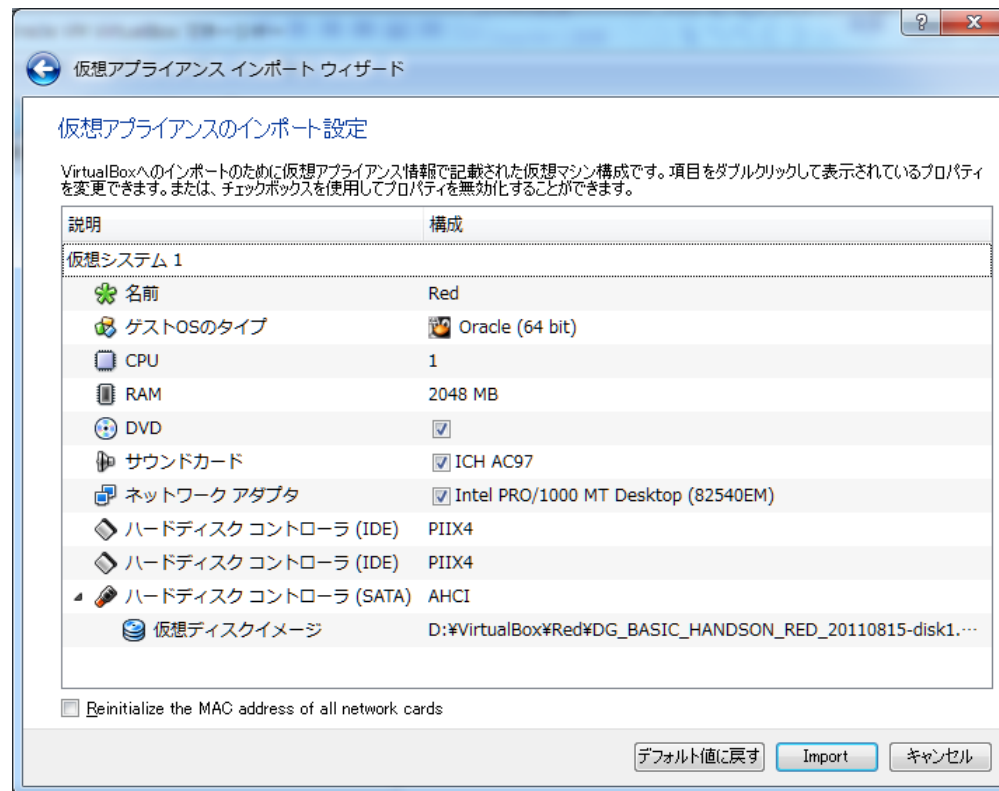 仮想アプライアンス インポート ウィザード
仮想アプライアンスのインポート設定
VirtualBoxへのインポートのために仮想アプライアンス情報で記載された仮想マシン構成です。項目をダブルクリックして表示されているプロパティ
を変更できます。または、チェックボックスを使用してプロパティを無効化することができます。
説明 構成
仮想システム 1
名前 Red
ゲストOSのタイプ Oracle (64 bit)
CPU 1
RAM 2048 MB
DVD
サウンドカード ICH AC97
ネットワーク アダプタ Intel PRO/1000 MT Desktop (82540EM)
ハードディスク コントローラ (IDE) PIIX4
ハードディスク コントローラ (IDE) PIIX4
ハードディスク コントローラ (SATA) AHCI
仮想ディスクイメージ D:¥VirtualBox¥Red¥DG_BASIC_HANDSON_RED_20110815-disk1.…
Reinitialize the MAC address of all network cards
デフォルト値に戻す Import キャンセル